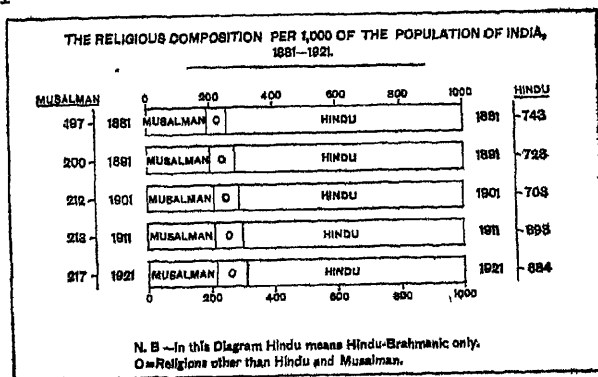 THE RELIGIOUS COMPOSITION PER 1,000 OF THE POPULATION OF INDIA,
1881—1921.
MUSALMAN 0 200 400 600 800 1000 HINDU
497 1881 MUSALMAN O HINDU 1881 743
200 1891 MUSALMAN O HINDU 1891 728
212 1901 MUSALMAN O HINDU 1901 703
213 1911 MUSALMAN O HINDU 1911 693
217 1921 MUSALMAN O HINDU 1921 684
0 200 400 600 800 1000
N. B —In this Diagram Hindu means Hindu-Brahmanic only.
O=Religions other than Hindu and Musalman.